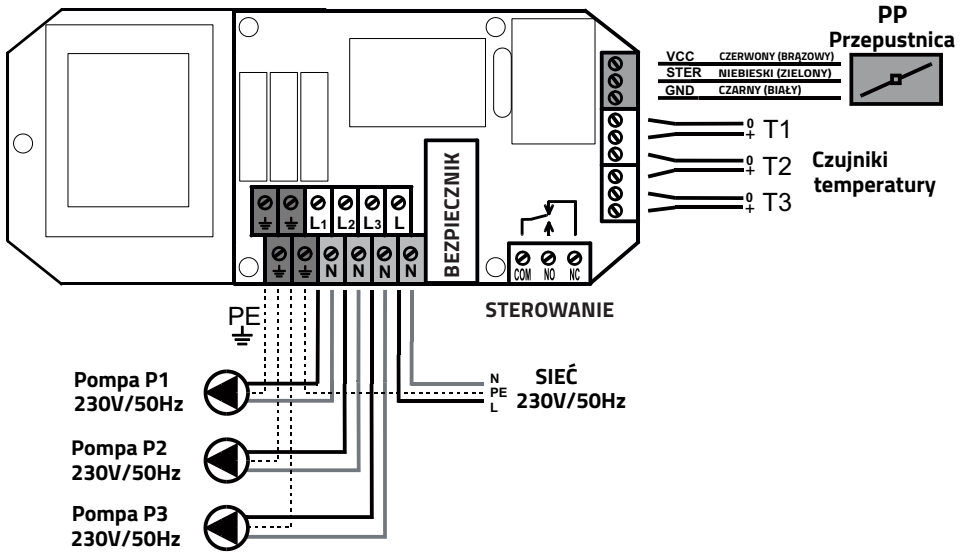 PP
Przepustnica
VCC CZERWONY (BRĄZOWY)
STER NIEBIESKI (ZIELONY)
GND CZARNY (BIAŁY)
0 T1
+
0 T2
+
0 T3
+
Czujniki
temperatury
BEZPIECZNIK
L1 L2 L3 L
N N N N
COM NO NC
STEROWANIE
PE
Pompa P1
230V/50Hz
N
PE
L
SIEĆ
230V/50Hz
Pompa P2
230V/50Hz
Pompa P3
230V/50Hz